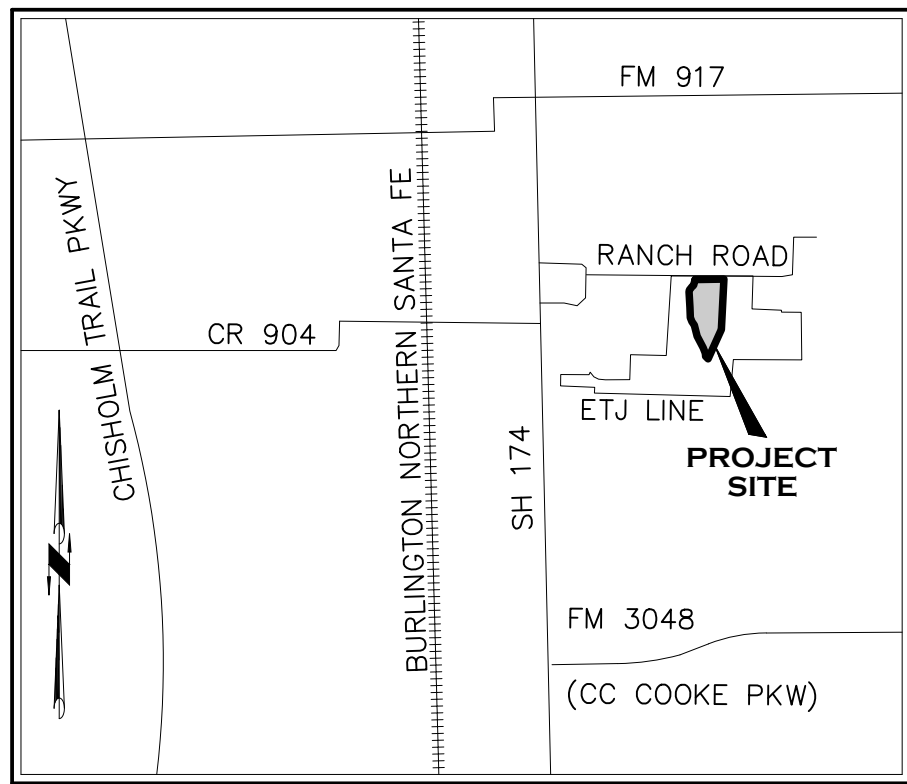 FM 917
CHISHOLM TRAIL PKWY
BURLINGTON NORTHERN SANTA FE
RANCH ROAD
CR 904
ETJ LINE
SH 174
PROJECT
SITE
FM 3048
(CC COOKE PKW)